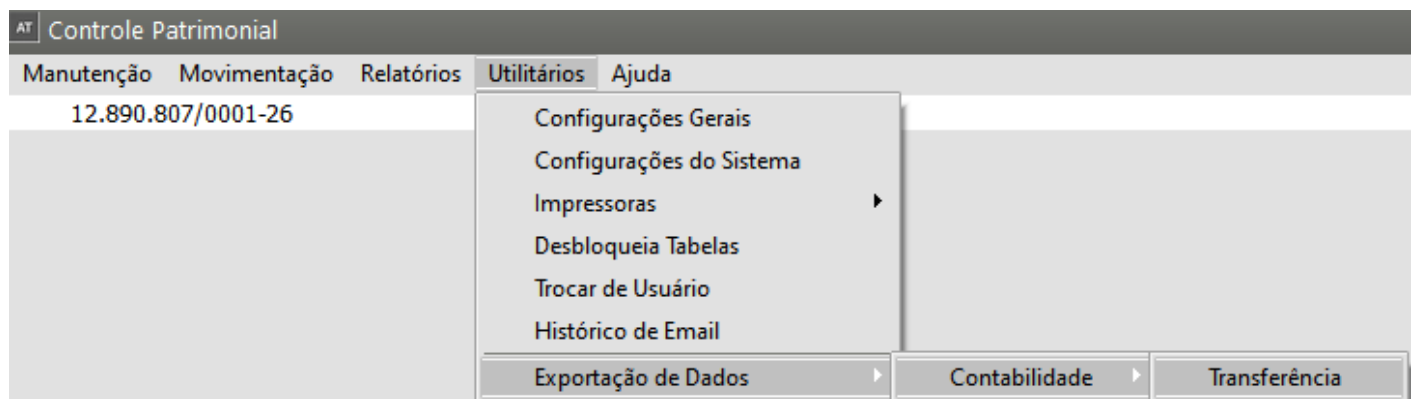 AT Controle Patrimonial
Manutenção Movimentação Relatórios Utilitários Ajuda
12.890.807/0001-26
Configurações Gerais
Configurações do Sistema
Impressoras
Desbloqueia Tabelas
Trocar de Usuário
Histórico de Email
Exportação de Dados Contabilidade Transferência